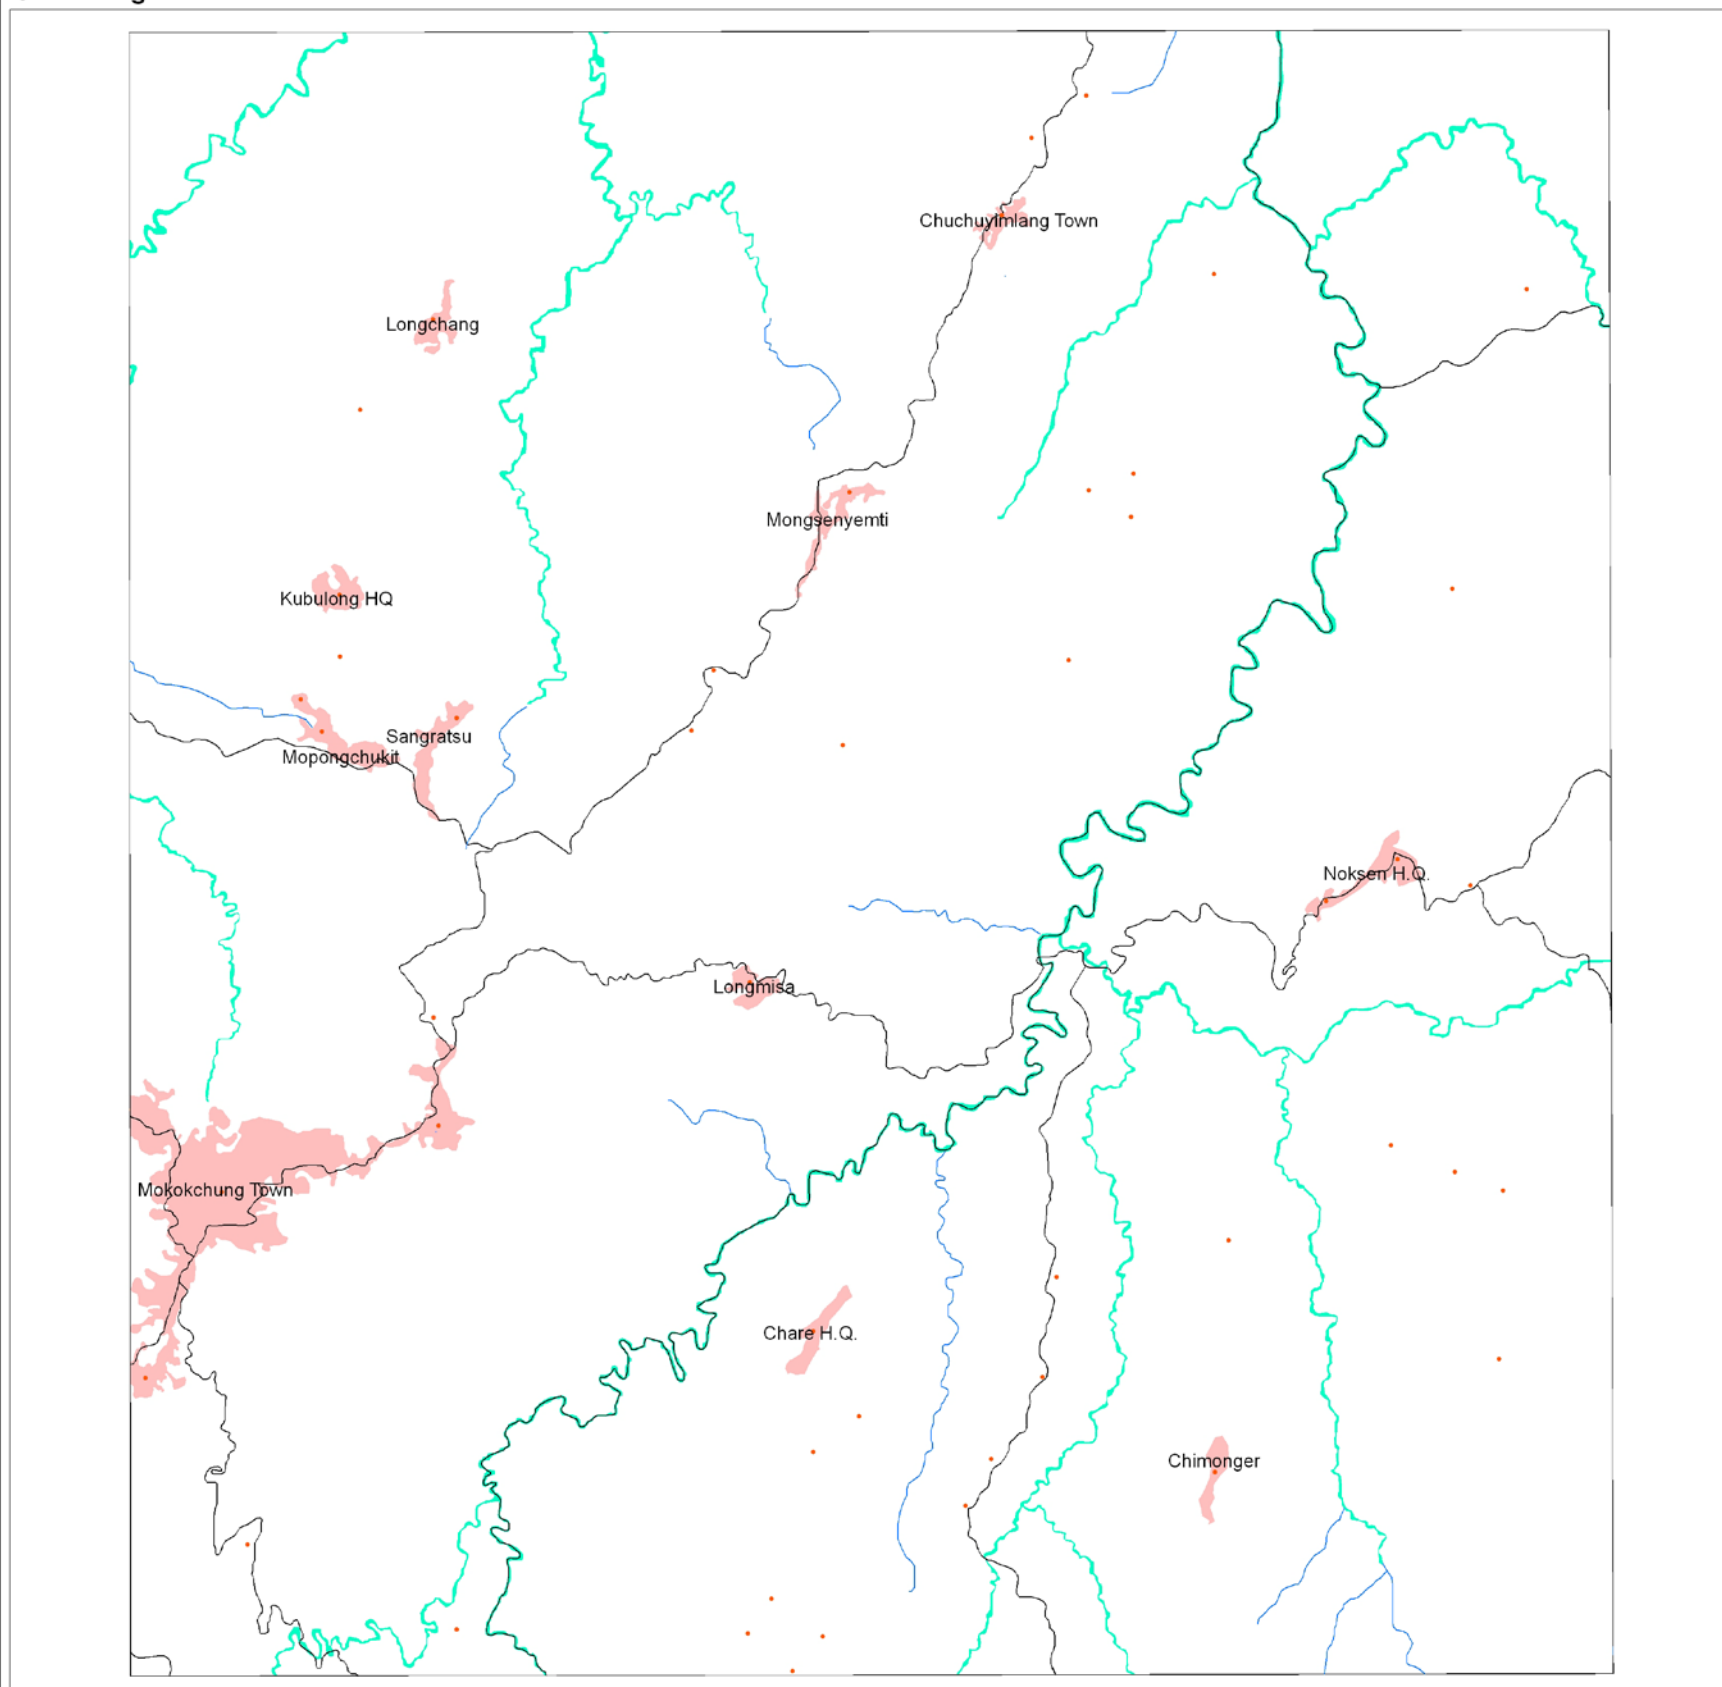 Chuchuyimlang Town
Longchang
Mongsenyemti
Kubulong HQ
Sangratsu
Mopongchukit
Noksen H.Q.
Longmisa
Mokokchung Town
Chare H.Q.
Chimonger